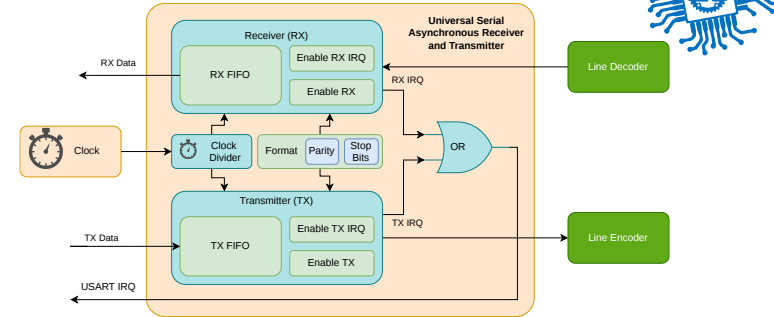 Universal Serial
Asynchronous Receiver
and Transmitter
Receiver (RX)
RX Data
RX FIFO
Enable RX IRQ
Enable RX
RX IRQ
Line Decoder
Clock
Clock
Divider
Format
Parity
Stop
Bits
OR
Transmitter (TX)
TX Data
TX FIFO
Enable TX IRQ
Enable TX
TX IRQ
Line Encoder
USART IRQ